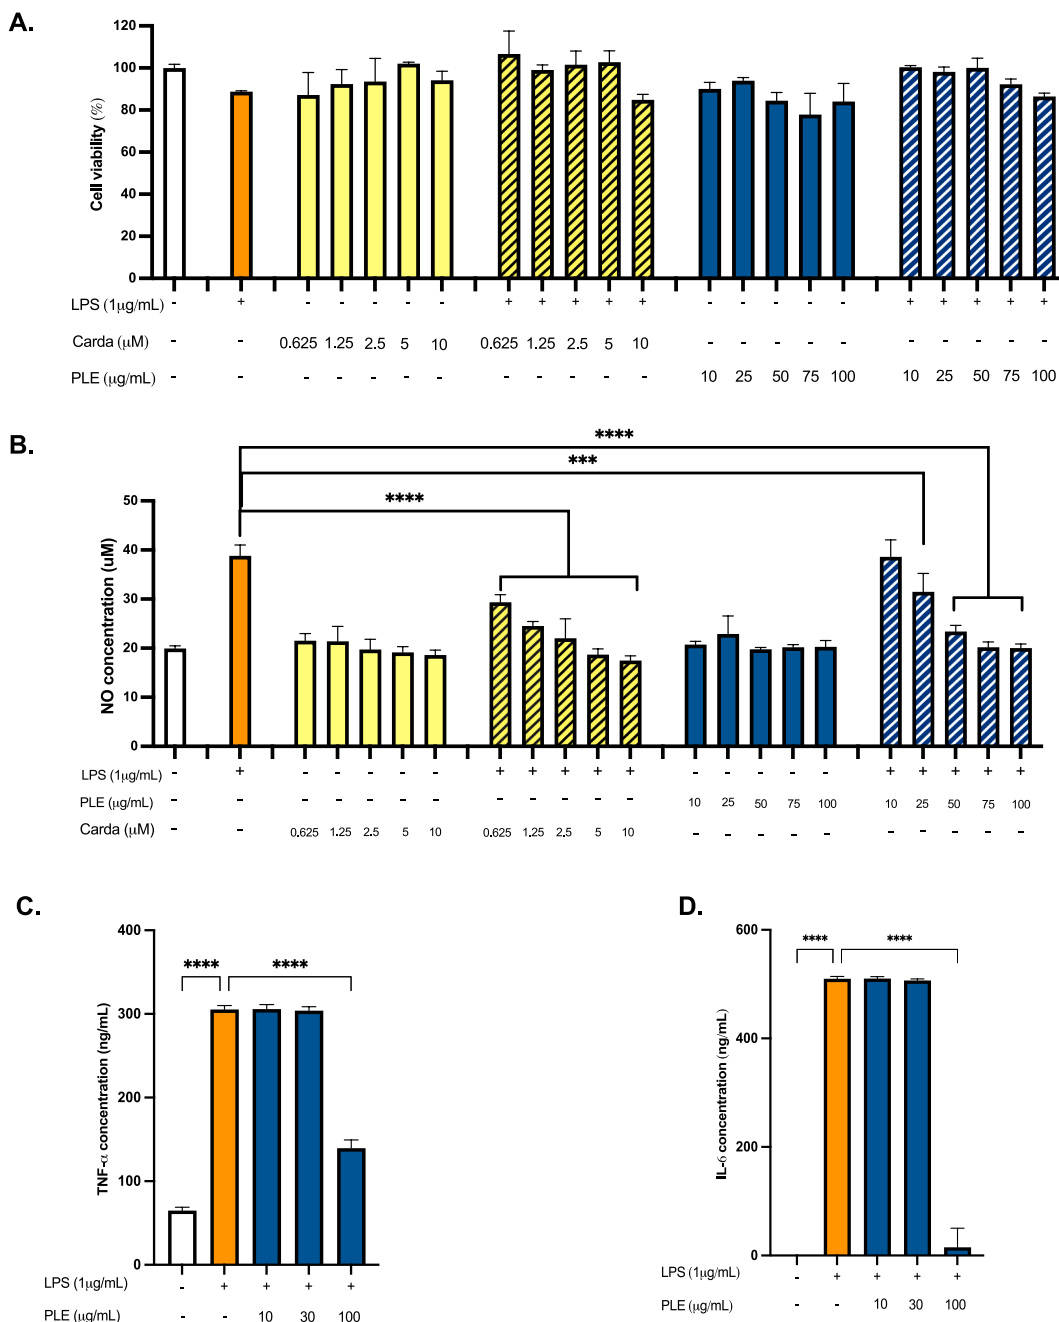 A.
120
100
80
60
40
20
0
Cell viability (%)
LPS (1μg/mL) - + - - - - - + + + + + - - - - - + + + + +
Carda (μM) - - 0.625 1.25 2.5 5 10 0.625 1.25 2.5 5 10 - - - - - - - - - -
PLE (μg/mL) - - - - - - - - - - - - 10 25 50 75 100 10 25 50 75 100
B.
****
***
****
50
40
30
20
10
0
NO concentration (uM)
LPS (1μg/mL) - + - - - - - + + + + + - - - - - + + + + +
PLE (μg/mL) - - - - - - - - - - - - 10 25 50 75 100 10 25 50 75 100
Carda (μM) - - 0.625 1.25 2.5 5 10 0.625 1.25 2.5 5 10 - - - - - - - - - -
C.
400
300
200
100
0
TNF-α concentration (ng/mL)
**** ****
LPS (1μg/mL) - + + + +
PLE (μg/mL) - - 10 30 100
D.
600
400
200
0
IL-6 concentration (ng/mL)
**** ****
LPS (1μg/mL) - + + + +
PLE (μg/mL) - - 10 30 100